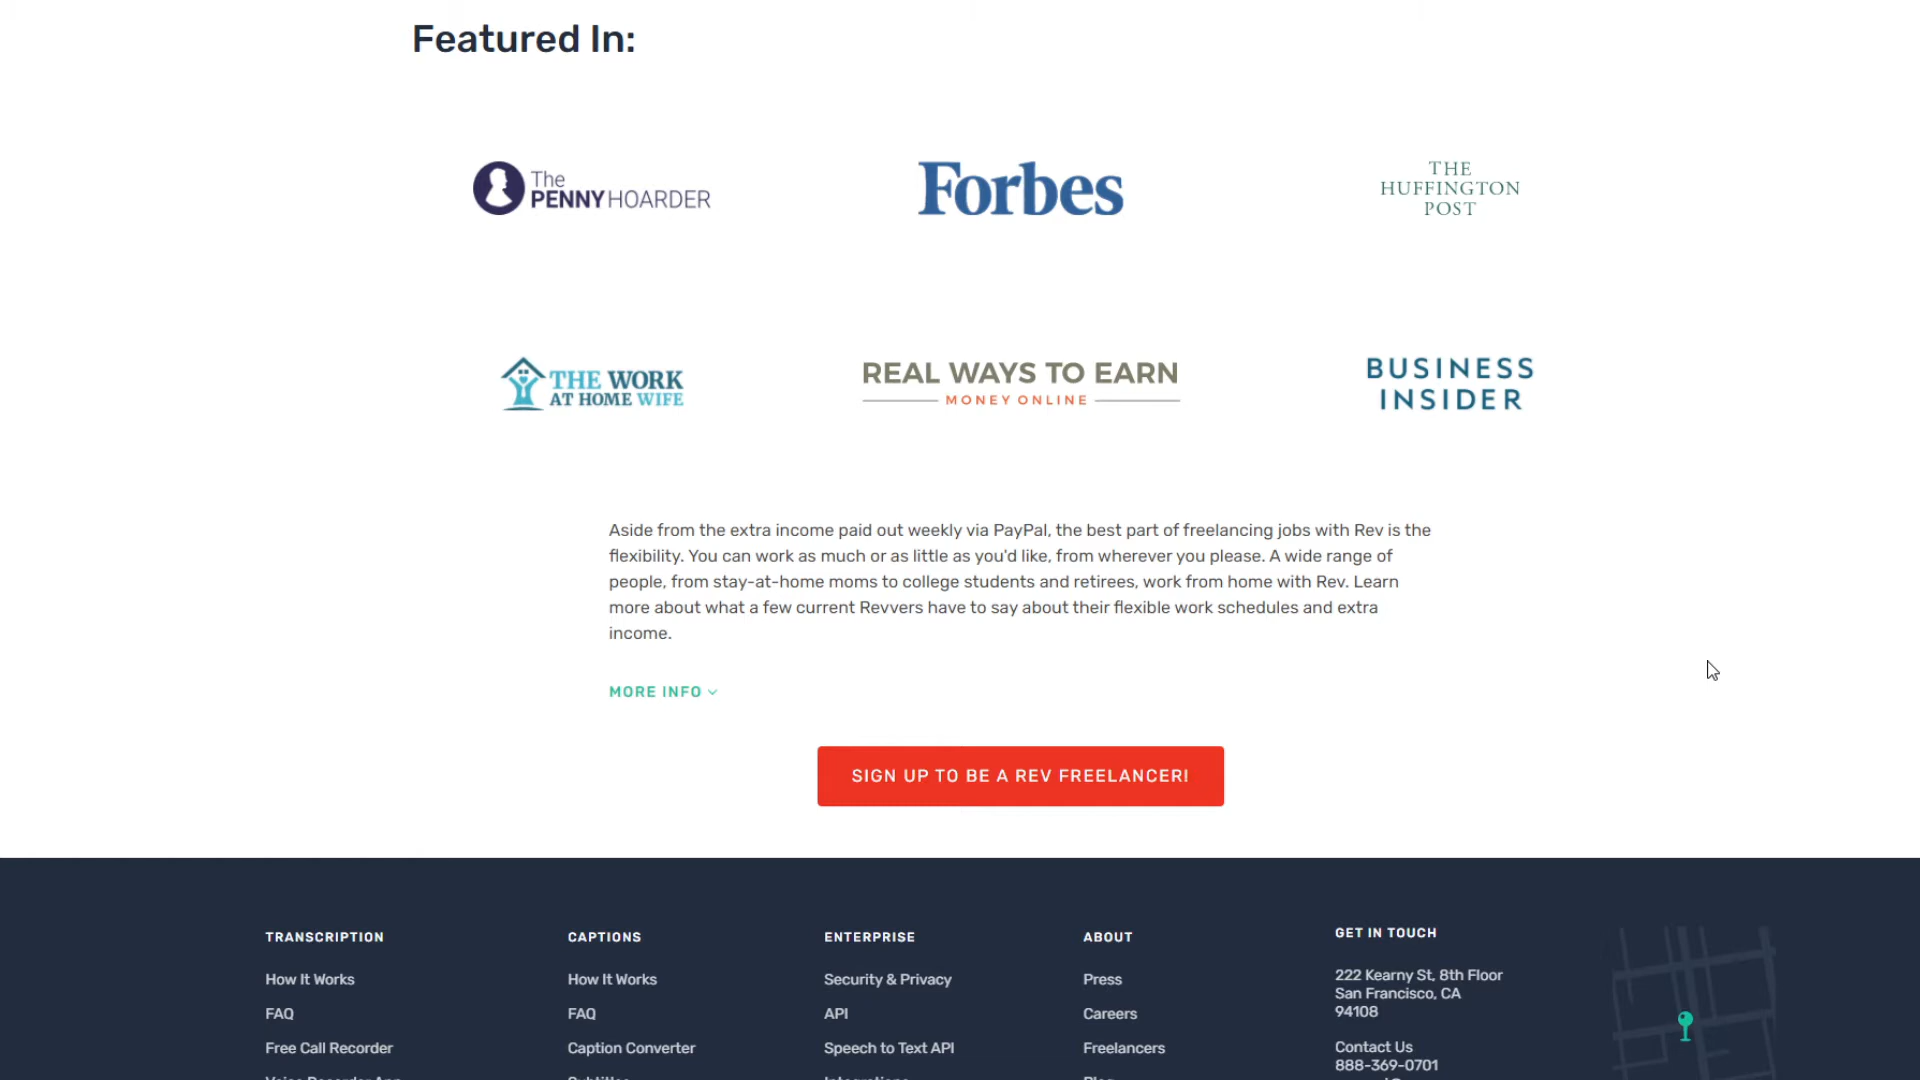 Featured In:
The
PENNYHOARDER
Forbes
THE
HUFFINGTON
POST
THE WORK
AT HOME WIFE
REAL WAYS TO EARN
MONEY ONLINE
BUSINESS
INSIDER
Aside from the extra income paid out weekly via PayPal, the best part of freelancing jobs with Rev is the
flexibility. You can work as much or as little as you'd like, from wherever you please. A wide range of
people, from stay-at-home moms to college students and retirees, work from home with Rev. Learn
more about what a few current Revvers have to say about their flexible work schedules and extra
income.
MORE INFO
SIGN UP TO BE A REV FREELANCER!
TRANSCRIPTION
How It Works
FAQ
Free Call Recorder
CAPTIONS
How It Works
FAQ
Caption Converter
ENTERPRISE
Security & Privacy
API
Speech to Text API
ABOUT
Press
Careers
Freelancers
GET IN TOUCH
222 Kearny St, 8th Floor
San Francisco, CA
94108
Contact Us
888-369-0701